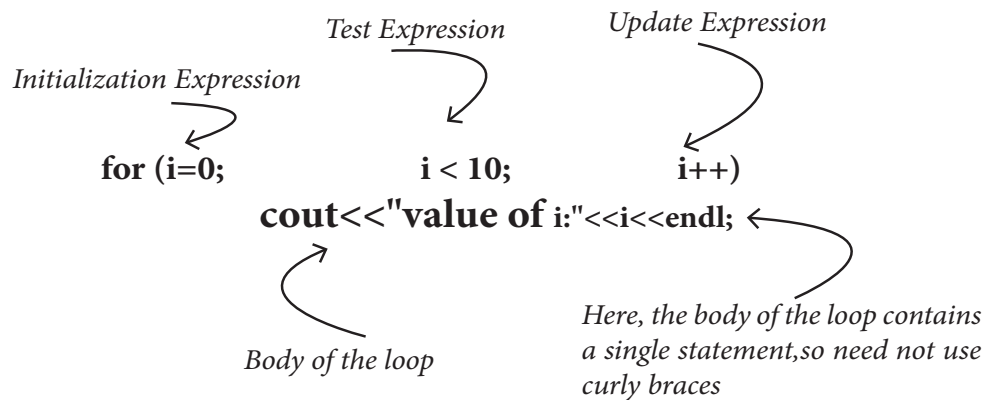 Test Expression
Update Expression
Initialization Expression
for (i=0;
i < 10;
i++)
cout<<"value of i:"<<i<<endl;
Body of the loop
Here, the body of the loop contains
a single statement,so need not use
curly braces